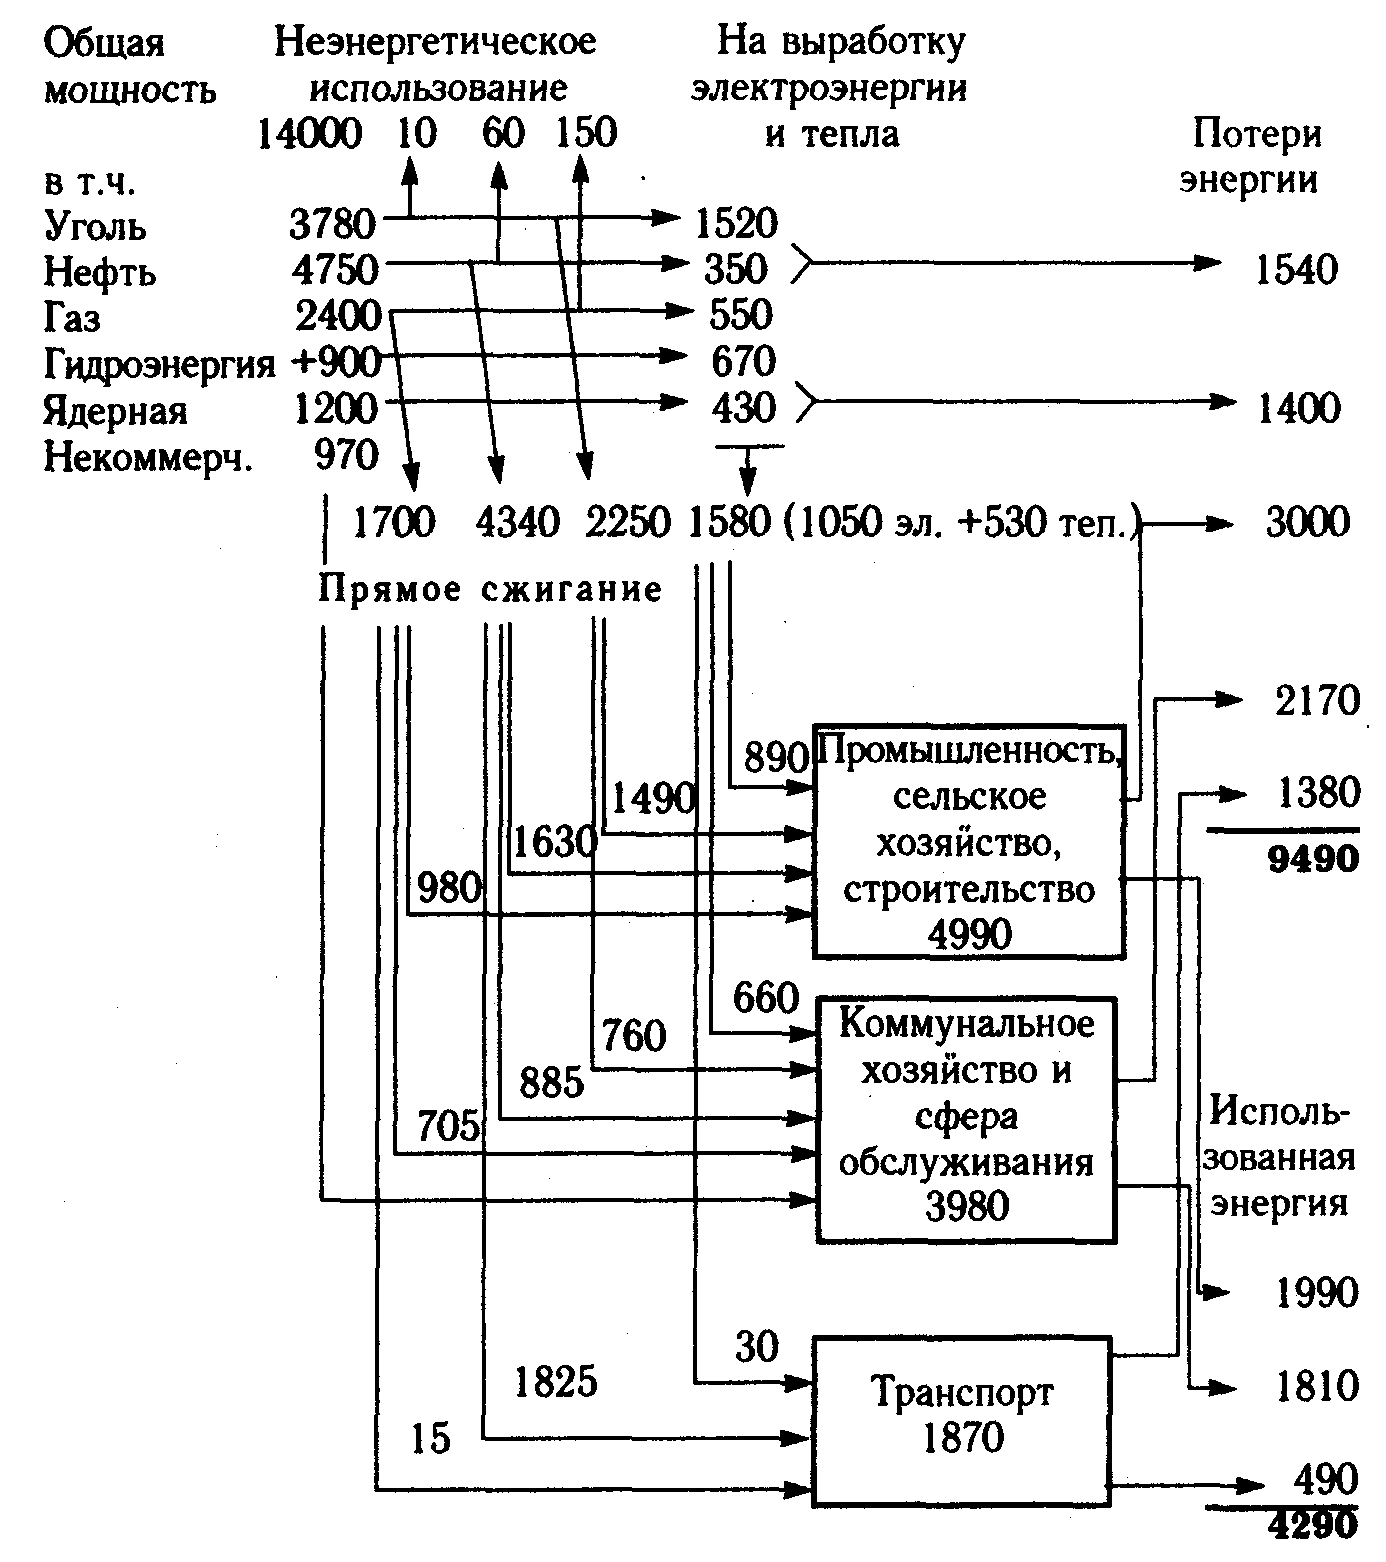 Общая
мощность
Неэнергетическое
использование
На выработку
электроэнергии
и тепла
14000 10 60 150
Потери
энергии
в т.ч.
Уголь 3780 1520
Нефть 4750 350 1540
Газ 2400 550
Гидроэнергия +900 670
Ядерная 1200 430 1400
Некоммерч. 970
1700 4340 2250 1580 (1050 эл. +530 теп.) 3000
Прямое сжигание
2170
1380
9490
890
1490
1630
980
Промышленность,
сельское
хозяйство,
строительство
4990
660
760
885
705
Коммунальное
хозяйство и
сфера
обслуживания
3980
Исполь-
зованная
энергия
1990
1810
490
4290
30
1825
15
Транспорт
1870